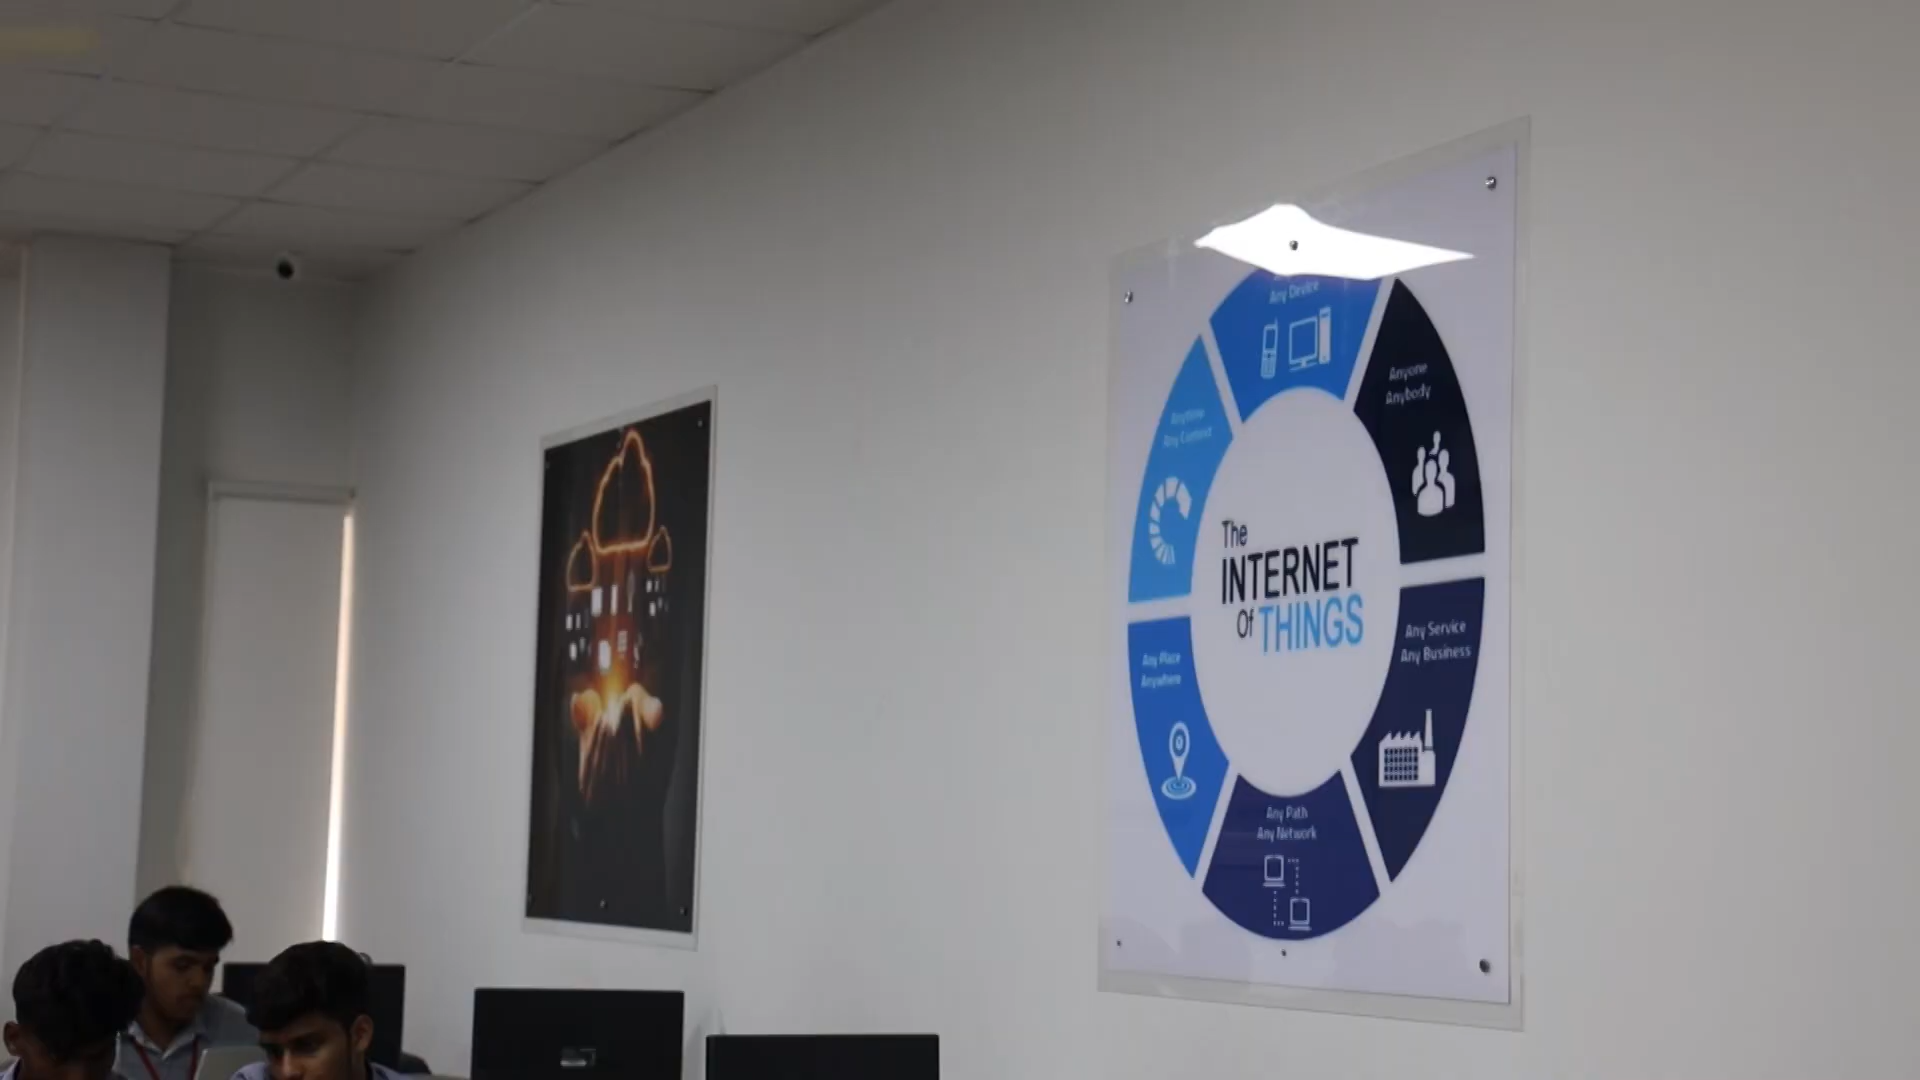 Any Device
Anyone
Anybody
Any Service
Any Business
Any Path
Any Network
Any Place
Anywhere
Anytime
Any Context
The
INTERNET
Of THINGS